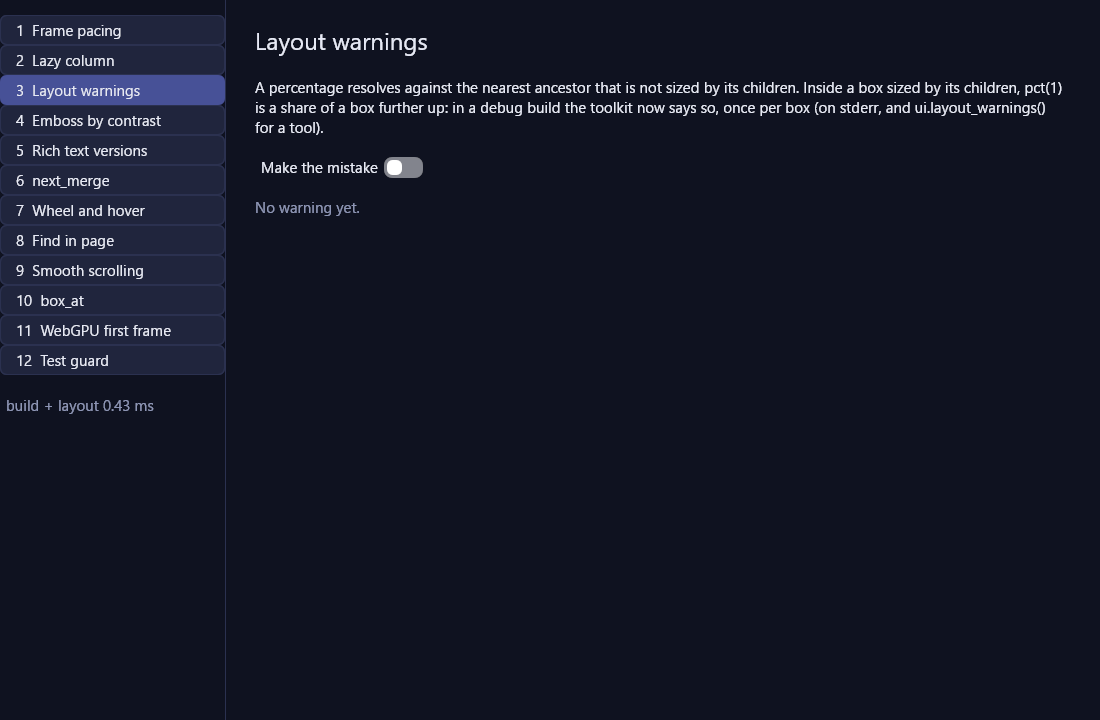 1 Frame pacing
2 Lazy column
3 Layout warnings
4 Emboss by contrast
5 Rich text versions
6 next_merge
7 Wheel and hover
8 Find in page
9 Smooth scrolling
10 box_at
11 WebGPU first frame
12 Test guard
build + layout 0.43 ms
Layout warnings
A percentage resolves against the nearest ancestor that is not sized by its children. Inside a box sized by its children, pct(1)
is a share of a box further up: in a debug build the toolkit now says so, once per box (on stderr, and ui.layout_warnings()
for a tool).
Make the mistake
No warning yet.